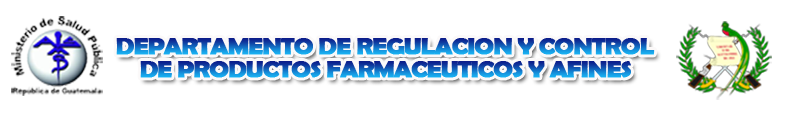 Ministerio de Salud Pública
República de Guatemala
DEPARTAMENTO DE REGULACION Y CONTROL
DE PRODUCTOS FARMACEUTICOS Y AFINES